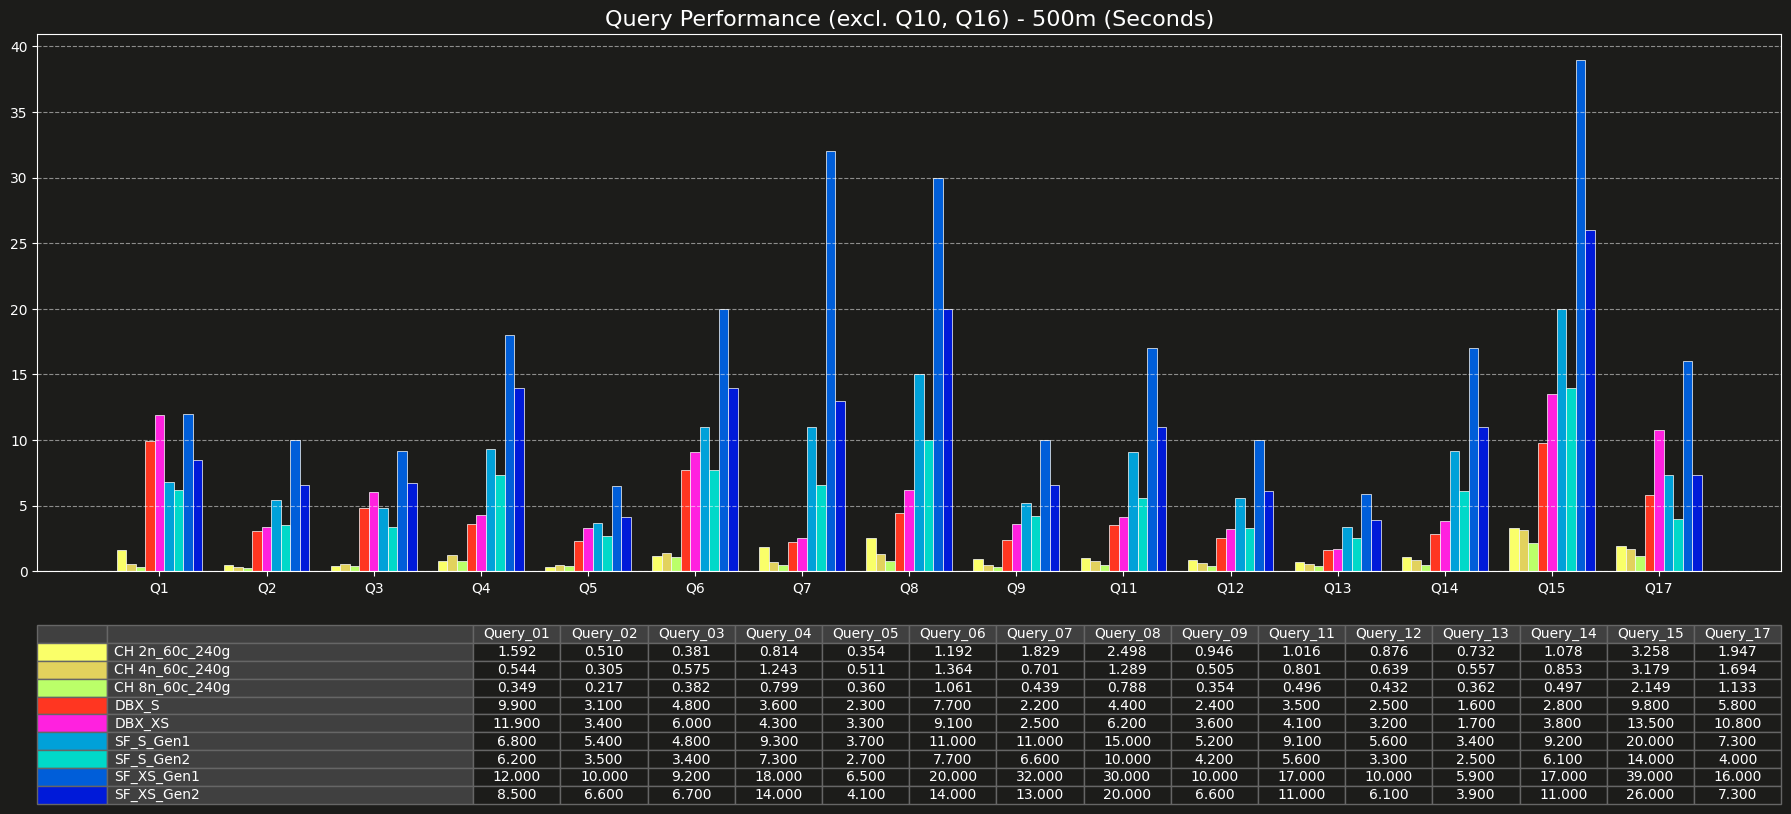 Query Performance (excl. Q10, Q16) - 500m (Seconds)
40
35
30
25
20
15
10
5
0
Q1 Q2 Q3 Q4 Q5 Q6 Q7 Q8 Q9 Q11 Q12 Q13 Q14 Q15 Q17
Query_01 Query_02 Query_03 Query_04 Query_05 Query_06 Query_07 Query_08 Query_09 Query_11 Query_12 Query_13 Query_14 Query_15 Query_17
CH 2n_60c_240g 1.592 0.510 0.381 0.814 0.354 1.192 1.829 2.498 0.946 1.016 0.876 0.732 1.078 3.258 1.947
CH 4n_60c_240g 0.544 0.305 0.575 1.243 0.511 1.364 0.701 1.289 0.505 0.801 0.639 0.557 0.853 3.179 1.694
CH 8n_60c_240g 0.349 0.217 0.382 0.799 0.360 1.061 0.439 0.788 0.354 0.496 0.432 0.362 0.497 2.149 1.133
DBX_S 9.900 3.100 4.800 3.600 2.300 7.700 2.200 4.400 2.400 3.500 2.500 1.600 2.800 9.800 5.800
DBX_XS 11.900 3.400 6.000 4.300 3.300 9.100 2.500 6.200 3.600 4.100 3.200 1.700 3.800 13.500 10.800
SF_S_Gen1 6.800 5.400 4.800 9.300 3.700 11.000 11.000 15.000 5.200 9.100 5.600 3.400 9.200 20.000 7.300
SF_S_Gen2 6.200 3.500 3.400 7.300 2.700 7.700 6.600 10.000 4.200 5.600 3.300 2.500 6.100 14.000 4.000
SF_XS_Gen1 12.000 10.000 9.200 18.000 6.500 20.000 32.000 30.000 10.000 17.000 10.000 5.900 17.000 39.000 16.000
SF_XS_Gen2 8.500 6.600 6.700 14.000 4.100 14.000 13.000 20.000 6.600 11.000 6.100 3.900 11.000 26.000 7.300